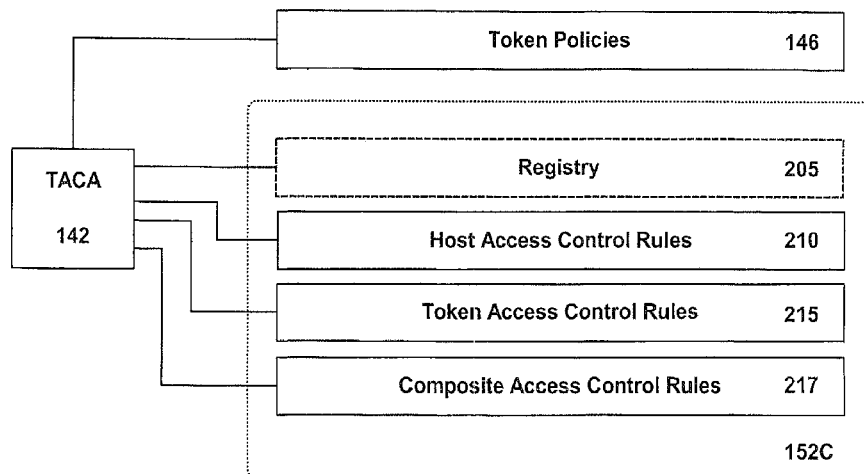 Token Policies 146
TACA
142
Registry 205
Host Access Control Rules 210
Token Access Control Rules 215
Composite Access Control Rules 217
152C